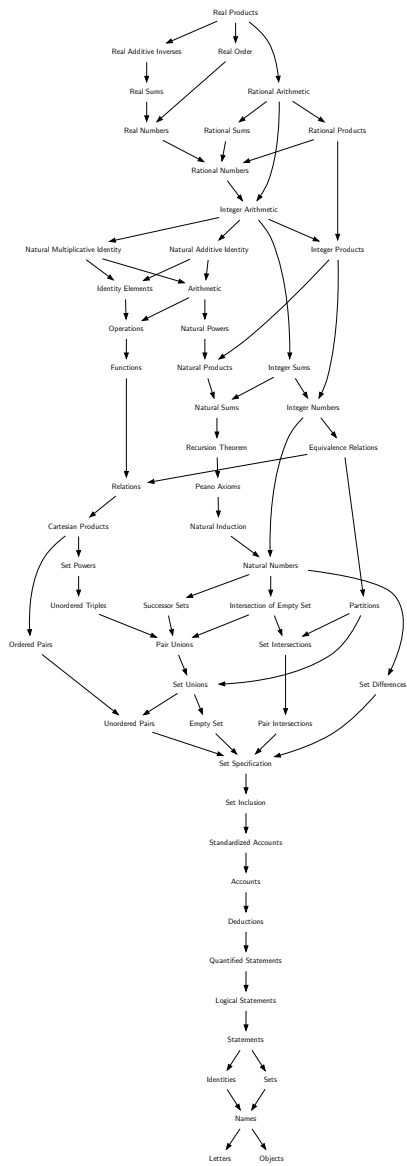 Real Products
Real Additive Inverses
Real Order
Real Sums
Rational Arithmetic
Real Numbers
Rational Sums
Rational Products
Rational Numbers
Integer Arithmetic
Natural Multiplicative Identity
Natural Additive Identity
Integer Products
Identity Elements
Arithmetic
Operations
Natural Powers
Functions
Natural Products
Integer Sums
Natural Sums
Integer Numbers
Recursion Theorem
Equivalence Relations
Relations
Peano Axioms
Cartesian Products
Natural Induction
Set Powers
Natural Numbers
Unordered Triples
Successor Sets
Intersection of Empty Set
Partitions
Ordered Pairs
Pair Unions
Set Intersections
Set Unions
Set Differences
Unordered Pairs
Empty Set
Pair Intersections
Set Specification
Set Inclusion
Standardized Accounts
Accounts
Deductions
Quantified Statements
Logical Statements
Statements
Identities
Sets
Names
Letters
Objects